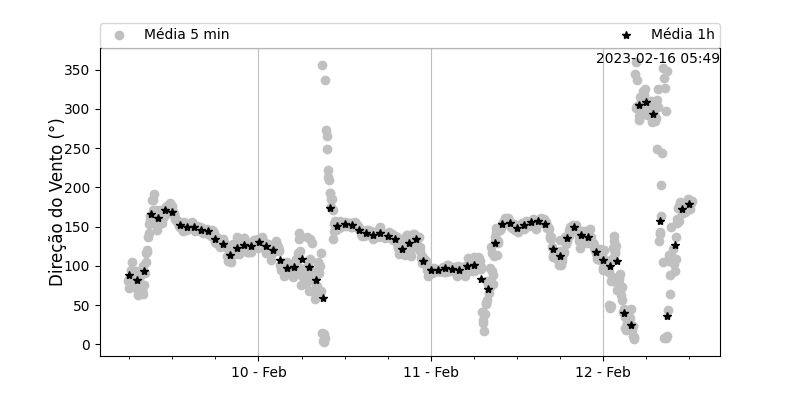 Média 5 min
Média 1h
2023-02-16 05:49
Direção do Vento (°)
350
300
250
200
150
100
50
0
10 - Feb
11 - Feb
12 - Feb